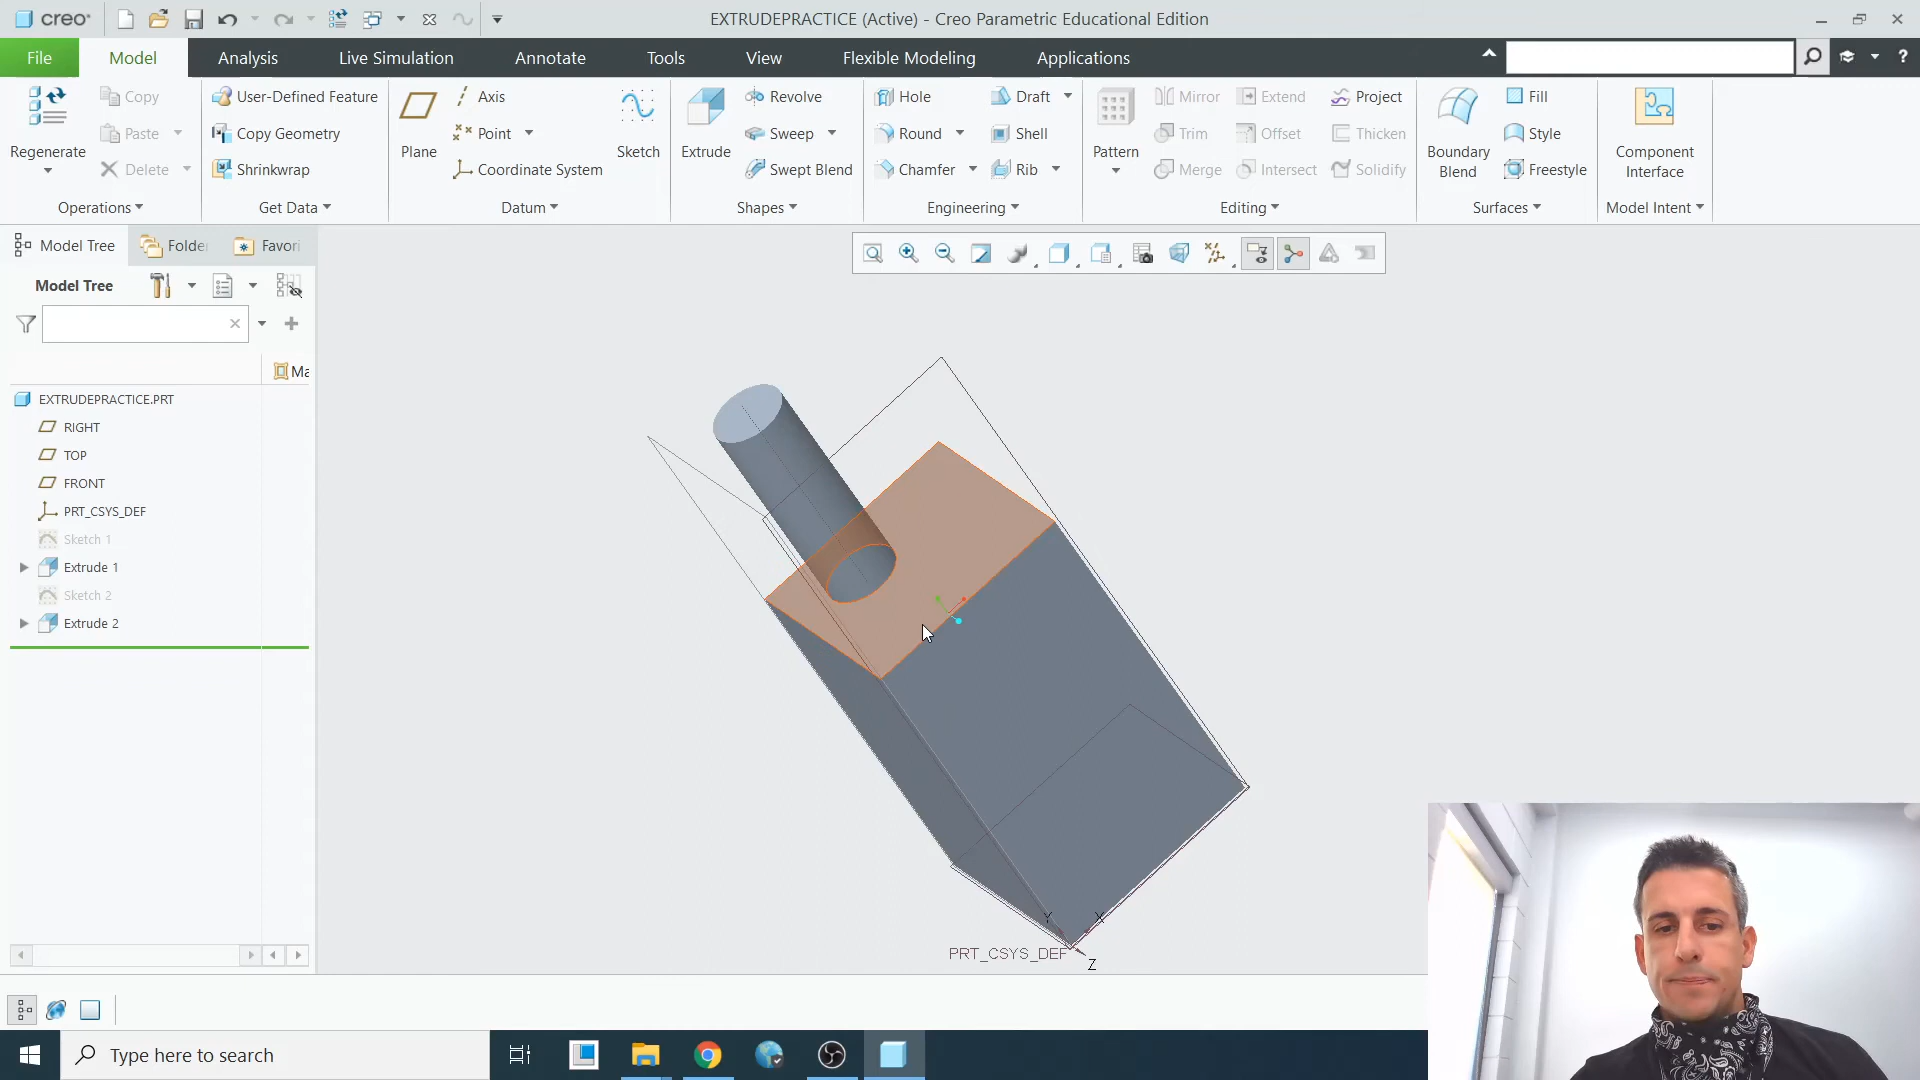 creo
EXTRUDEPRACTICE (Active) - Creo Parametric Educational Edition
File
Model
Analysis
Live Simulation
Annotate
Tools
View
Flexible Modeling
Applications
Regenerate
Copy
Paste
Delete
Operations
User-Defined Feature
Copy Geometry
Shrinkwrap
Get Data
Plane
Axis
Point
Coordinate System
Sketch
Datum
Extrude
Revolve
Sweep
Swept Blend
Shapes
Hole
Round
Chamfer
Draft
Shell
Rib
Engineering
Pattern
Mirror
Trim
Merge
Extend
Offset
Intersect
Project
Thicken
Solidify
Editing
Boundary
Blend
Fill
Style
Freestyle
Surfaces
Component
Interface
Model Intent
Model Tree
Folde
Favori
Model Tree
Ma
EXTRUDEPRACTICE.PRT
RIGHT
TOP
FRONT
PRT_CSYS_DEF
Sketch 1
Extrude 1
Sketch 2
Extrude 2
Y
X
PRT_CSYS_DEF
Z
Type here to search